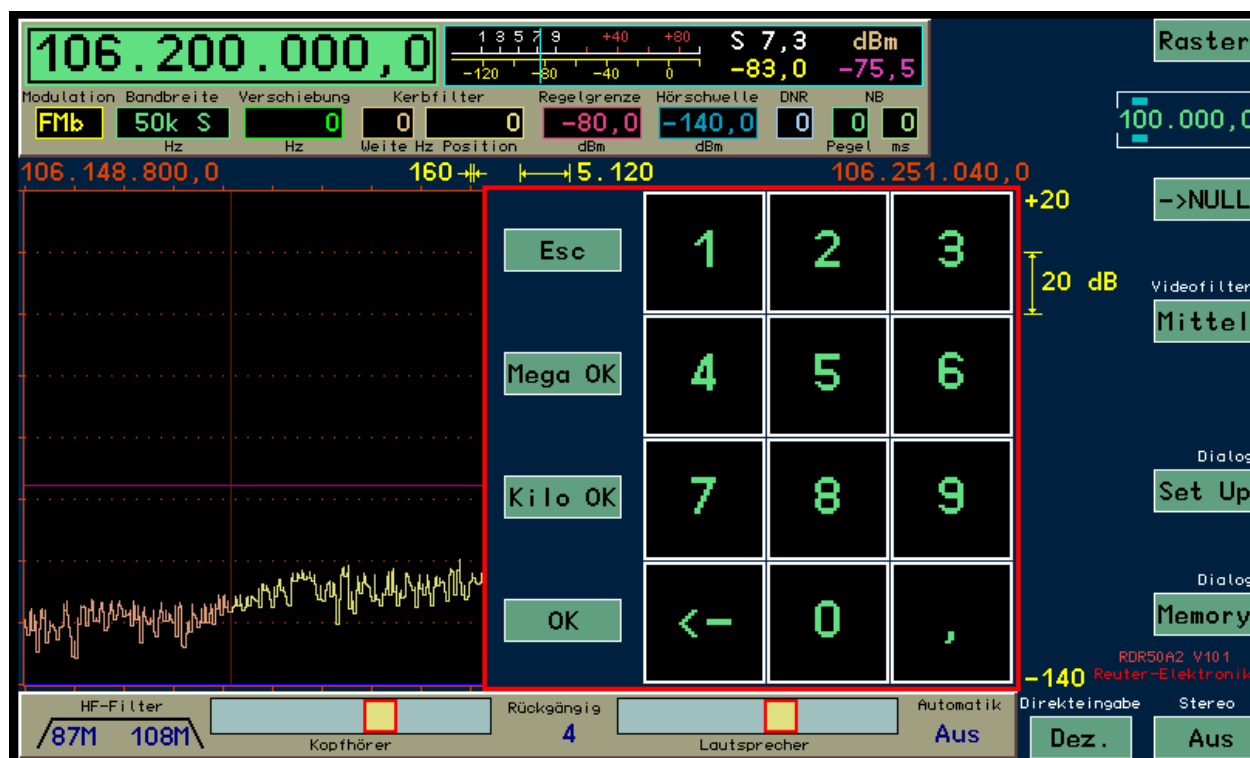 106.200.000,0
1 3 5 7 9 +40 +80 S 7,3 dBm
-120 -80 -40 0 -83,0 -75,5
Raster
Modulation Bandbreite Verschiebung Kerbfilter Regelgrenze Hörschwelle DNR NB
FMb 50k S 0 0 0 -80,0 -140,0 0 0 0
Hz Hz Weite Hz Position dBm dBm Pegel ms
100.000,0
106.148.800,0 160 5.120 106.251.040,0
+20
->NULL
Esc 1 2 3
20 dB
Videofilter
Mittel
Mega OK 4 5 6
Dialog
Set Up
Kilo OK 7 8 9
Dialog
Memory
OK <- 0 ,
RDR50A2 V101
-140 Reuter-Elektronik
HF-Filter
87M 108M
Kopfhörer
Rückgängig
4
Lautsprecher
Automatik
Aus
Direkteingabe
Dez.
Stereo
Aus